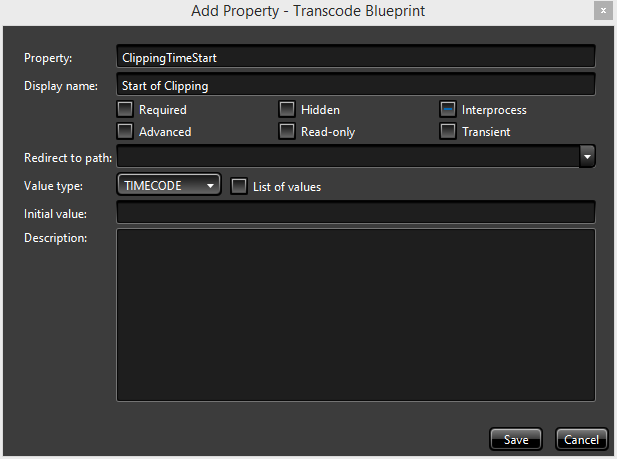 Add Property - Transcode Blueprint
x
Property: ClippingTimeStart
Display name: Start of Clipping
Required Hidden Interprocess
Advanced Read-only Transient
Redirect to path:
Value type: TIMECODE List of values
Initial value:
Description:
Save Cancel